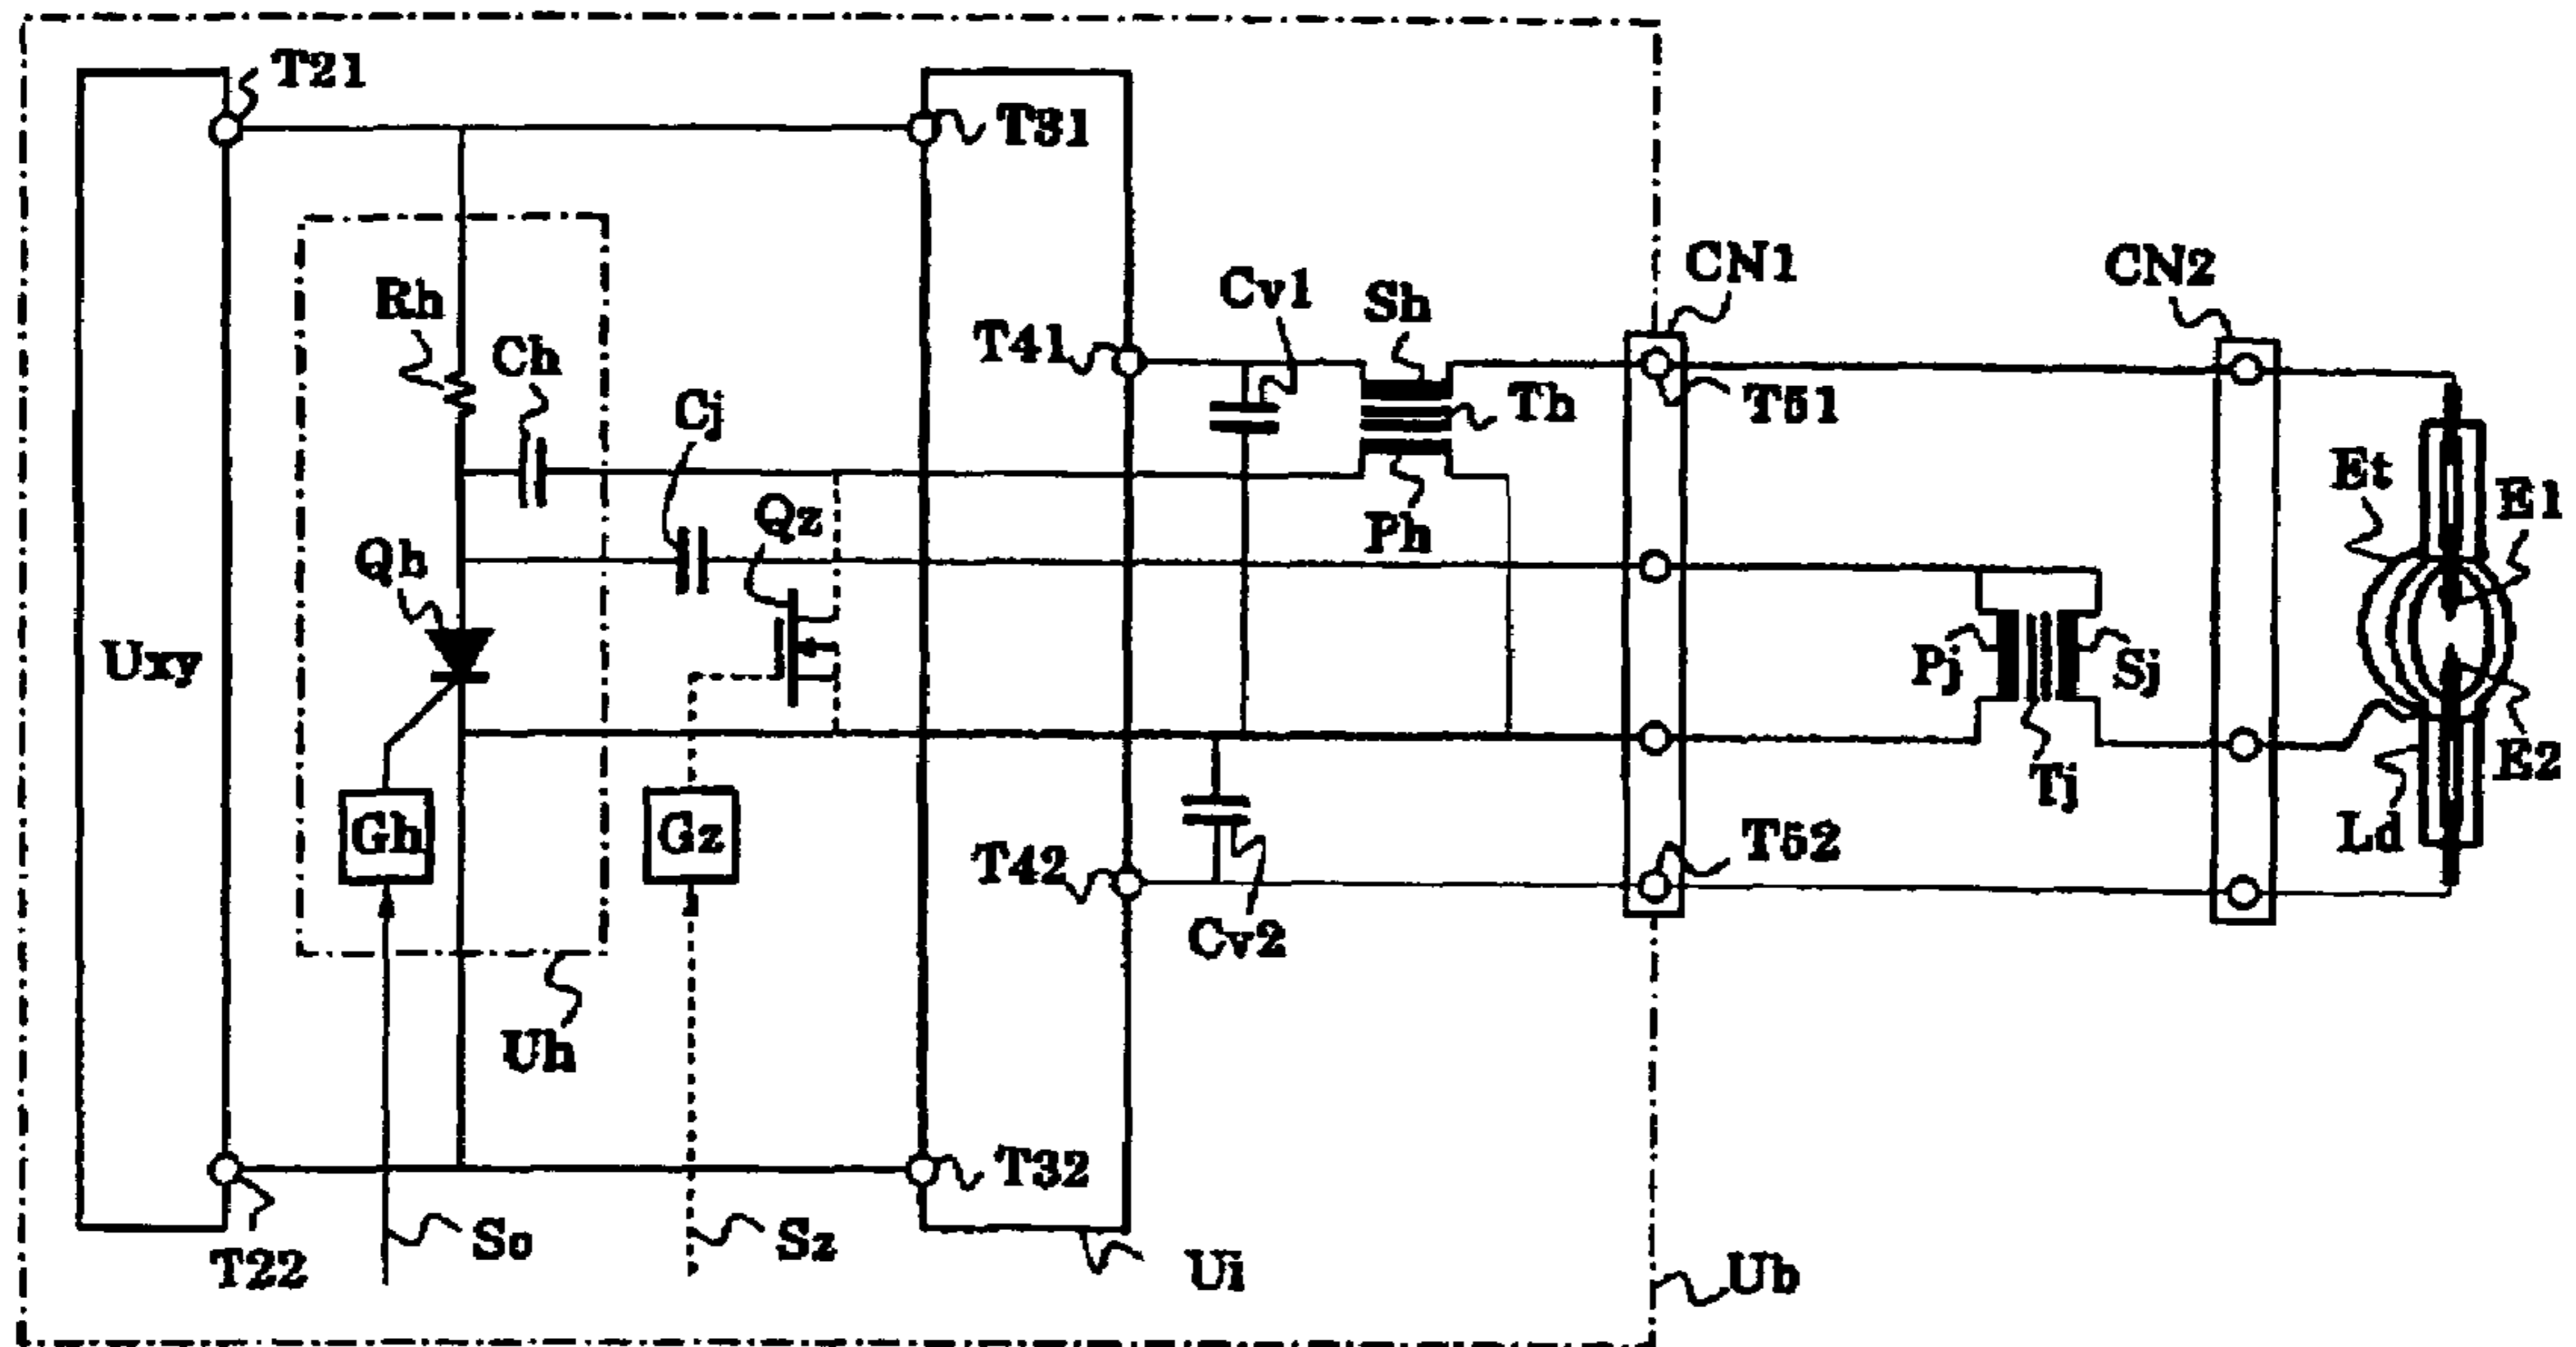 T21
T31
CN1
CN2
Rh
Ch
Cv1
Sh
T41
Cj
Th
T51
Et
E1
Qz
Ph
Qh
Uxy
Pj
Sj
Tj
E2
Gh
Gz
T42
T52
Ld
Cv2
Uh
T32
T22
So
Sz
Ui
Ub